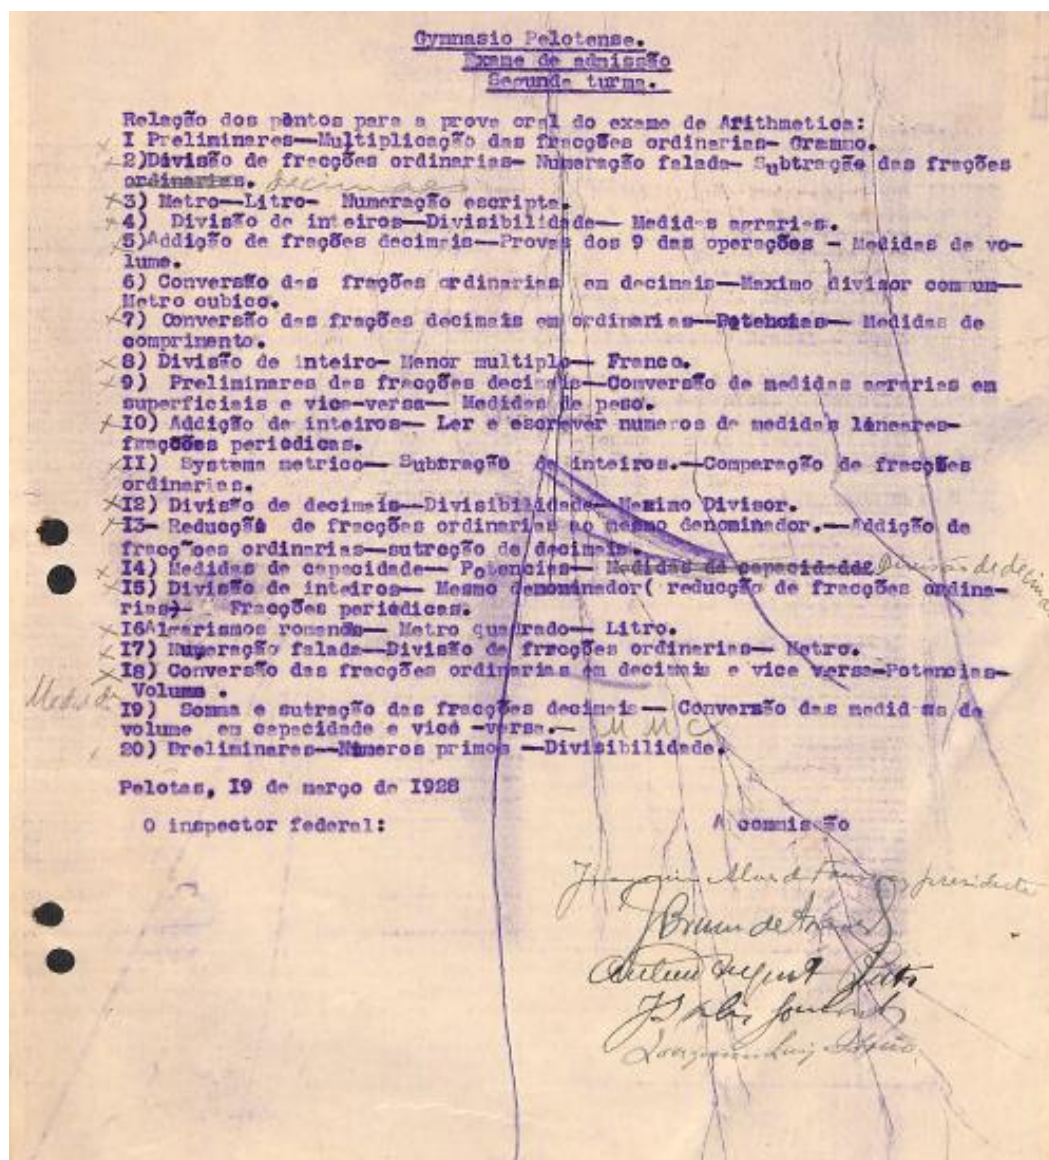 Gymnasio Pelotense.
Exame de admissão
Segunda turma.
Relação dos pontos para a prova oral do exame de Arithmetica:
I Preliminares—Multiplicação das fracções ordinarias- Grammo.
2)Divisão de fracções ordinarias- Numeração falada- Subtração das frações
ordinarias. decimaes
3) Metro—Litro- Numeração escripta.
4) Divisão de inteiros—Divisibilidade— Medidas agrarias.
5)Addição de frações decimais—Provas dos 9 das operações - Medidas de vo-
lume.
6) Conversão das fracções ordinarias em decimais—Maximo divisor commum—
Metro cubico.
7) Conversão das frações decimais em ordinarias—Potencias— Medidas de
comprimento.
8) Divisão de inteiro- Menor multiplo— Franco.
9) Preliminares das fracções decimais—Conversão de medidas agrarias em
superficiais e vice-versa— Medidas de peso.
I0) Addição de inteiros— Ler e escrever numeros de medidas lineares-
fracções periodicas.
II) Systema metrico— Subtração de inteiros.—Comparação de fracções
ordinarias.
I2) Divisão de decimais—Divisibilidade—Maximo Divisor.
I3- Reducção de fracções ordinarias ao mesmo denominador.—Addição de
fracções ordinarias—sutração de decimais.
I4) Medidas de capacidade— Potencias— Medidas de capacidade Divisão de decima
I5) Divisão de inteiros— Mesmo denominador( reducção de fracções ordina-
rias)- Fracções periodicas.
I6Algarismos romanos— Metro quadrado— Litro.
I7) Numeração falada—Divisão de fracções ordinarias— Metro.
I8) Conversão das fracções ordinarias em decimais e vice versa-Potencias-
Medid de Volume .
I9) Somma e sutração das fracções decimais— Conversão das medidas de
volume em capacidade e vice -versa.— M M C
20) Preliminares—Números primos —Divisibilidade.
Pelotas, I9 de março de I928
O inspector federal: A commissão
presidente